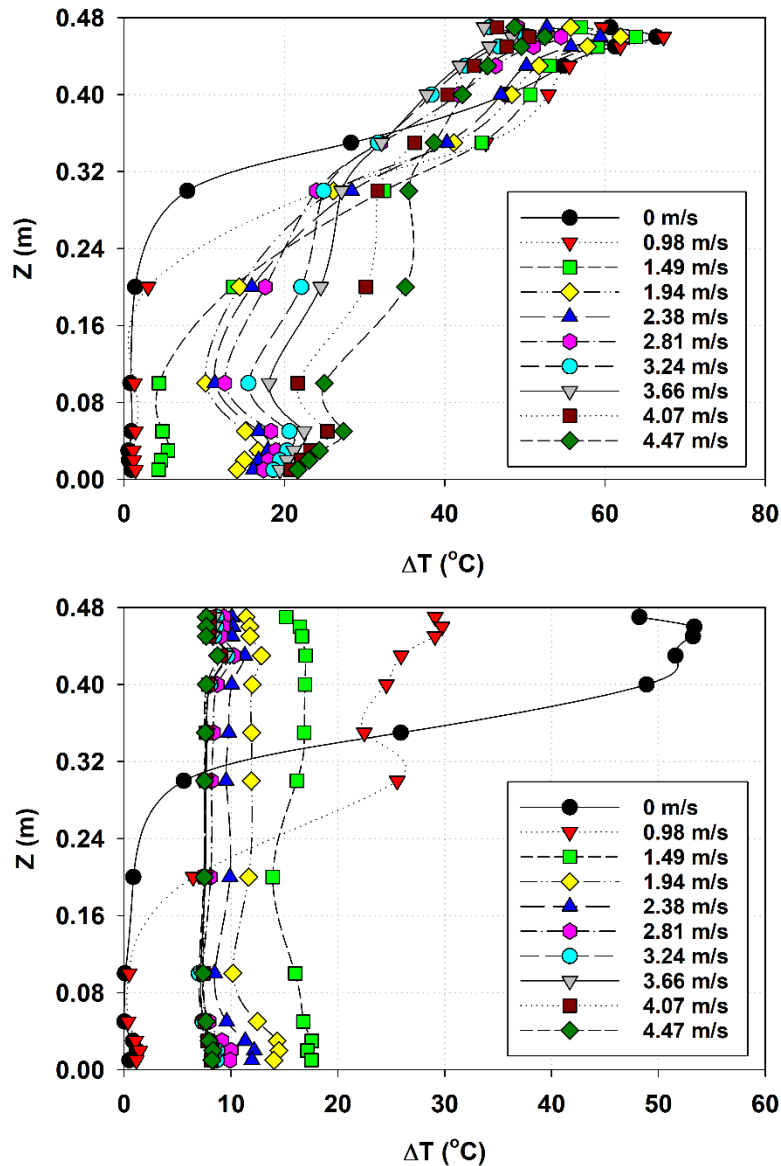 0.48
0.40
0.32
0.24
0.16
0.08
0.00
Z (m)
0 m/s
0.98 m/s
1.49 m/s
1.94 m/s
2.38 m/s
2.81 m/s
3.24 m/s
3.66 m/s
4.07 m/s
4.47 m/s
0 20 40 60 80
ΔT (°C)
0.48
0.40
0.32
0.24
0.16
0.08
0.00
Z (m)
0 m/s
0.98 m/s
1.49 m/s
1.94 m/s
2.38 m/s
2.81 m/s
3.24 m/s
3.66 m/s
4.07 m/s
4.47 m/s
0 10 20 30 40 50 60
ΔT (°C)